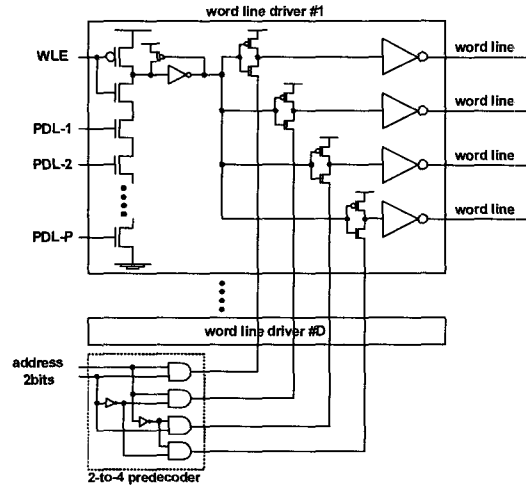 word line driver #1
WLE
word line
word line
PDL-1
PDL-2
word line
PDL-P
word line
word line driver #D
address
2bits
2-to-4 predecoder